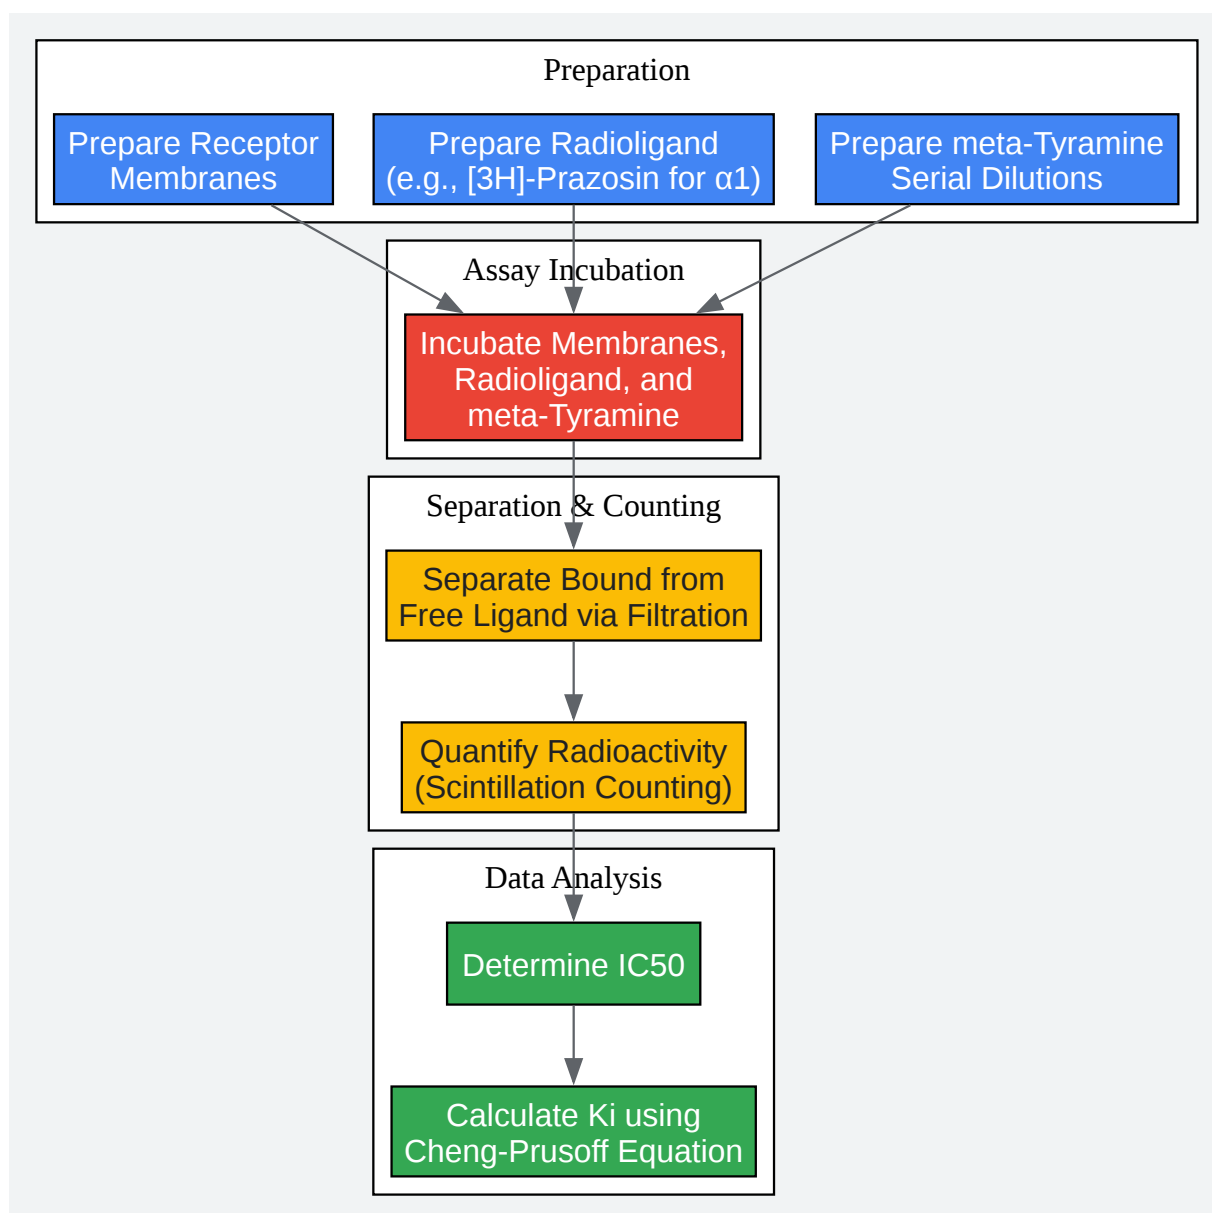 Preparation
Prepare Receptor
Membranes
Prepare Radioligand
(e.g., [3H]-Prazosin for α1)
Prepare meta-Tyramine
Serial Dilutions
Assay Incubation
Incubate Membranes,
Radioligand, and
meta-Tyramine
Separation & Counting
Separate Bound from
Free Ligand via Filtration
Quantify Radioactivity
(Scintillation Counting)
Data Analysis
Determine IC50
Calculate Ki using
Cheng-Prusoff Equation